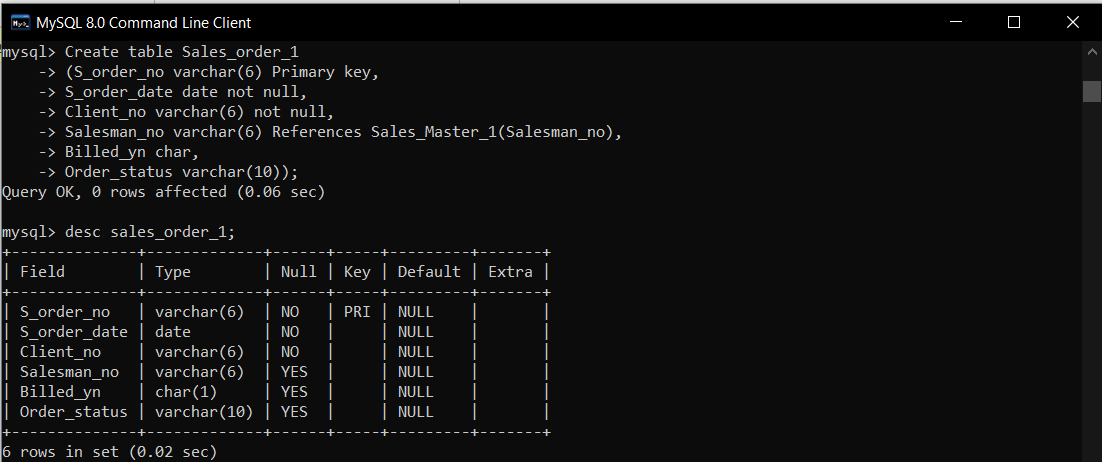 MySQL 8.0 Command Line Client
mysql> Create table Sales_order_1
    -> (S_order_no varchar(6) Primary key,
    -> S_order_date date not null,
    -> Client_no varchar(6) not null,
    -> Salesman_no varchar(6) References Sales_Master_1(Salesman_no),
    -> Billed_yn char,
    -> Order_status varchar(10));
Query OK, 0 rows affected (0.06 sec)
mysql> desc sales_order_1;
+--------------+-------------+------+-----+---------+-------+
| Field        | Type        | Null | Key | Default | Extra |
+--------------+-------------+------+-----+---------+-------+
| S_order_no   | varchar(6)  | NO   | PRI | NULL    |       |
| S_order_date | date        | NO   |     | NULL    |       |
| Client_no    | varchar(6)  | NO   |     | NULL    |       |
| Salesman_no  | varchar(6)  | YES  |     | NULL    |       |
| Billed_yn    | char(1)     | YES  |     | NULL    |       |
| Order_status | varchar(10) | YES  |     | NULL    |       |
+--------------+-------------+------+-----+---------+-------+
6 rows in set (0.02 sec)